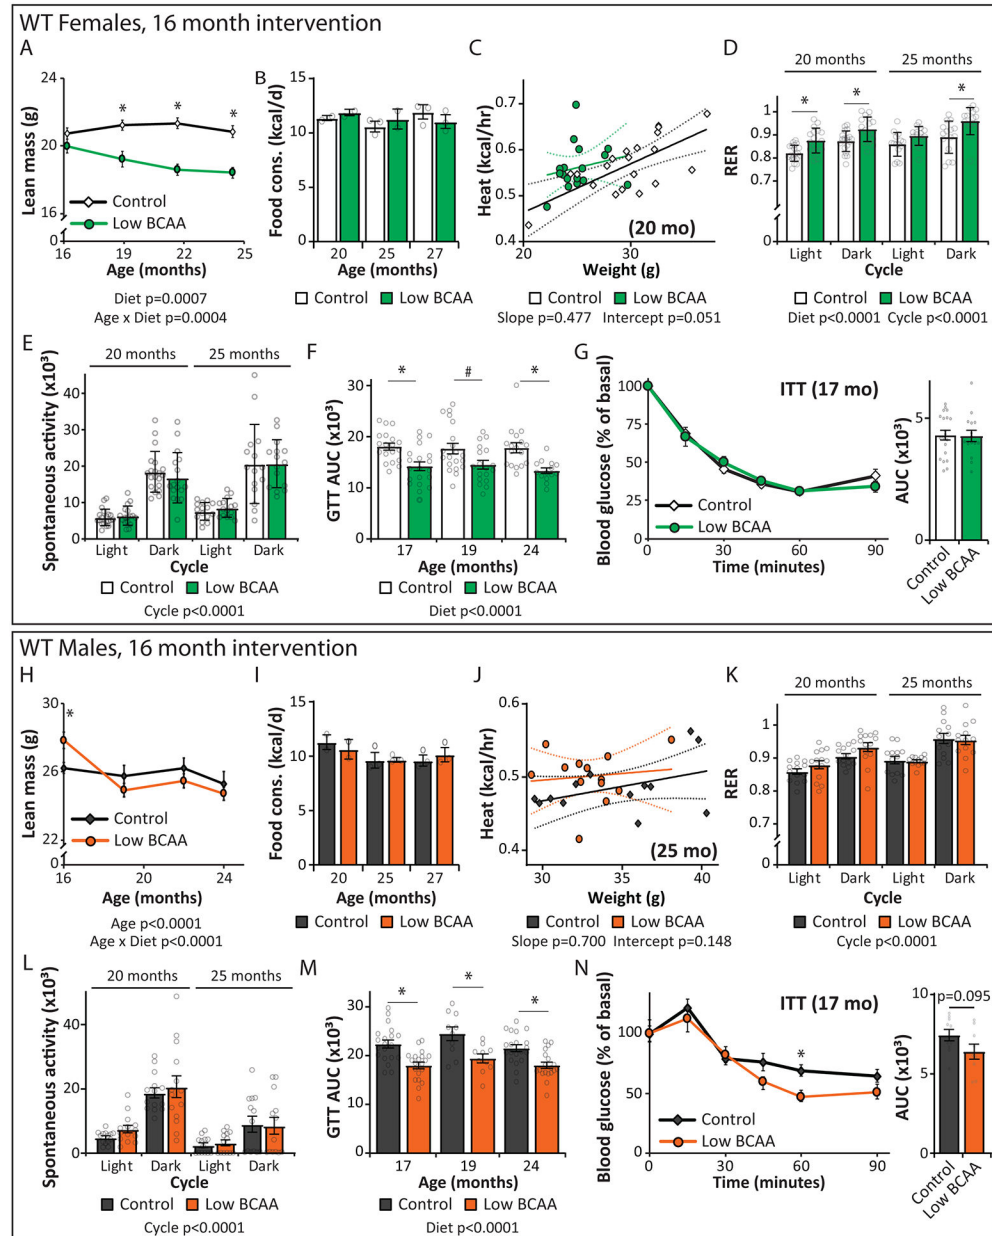 WT Females, 16 month intervention
A
Lean mass (g)
24
20
16
0
* * *
Control
Low BCAA
16 19 22 25
Age (months)
Diet p=0.0007
Age x Diet p=0.0004
B
Food cons. (kcal/d)
15
10
5
0
20 25 27
Age (months)
Control Low BCAA
C
Heat (kcal/hr)
0.7
0.6
0.5
0.4
(20 mo)
20 30
Weight (g)
Control Low BCAA
Slope p=0.477 Intercept p=0.051
D
20 months 25 months
RER
1
0.9
0.8
0
* * *
Light Dark Light Dark
Cycle
Control Low BCAA
Diet p<0.0001 Cycle p<0.0001
E
20 months 25 months
Spontaneous activity (x10³)
40
30
20
10
0
Light Dark Light Dark
Cycle
Control Low BCAA
Cycle p<0.0001
F
GTT AUC (x10³)
30
20
10
0
* # *
17 19 24
Age (months)
Control Low BCAA
Diet p<0.0001
G
ITT (17 mo)
Blood glucose (% of basal)
100
75
50
25
0
Control
Low BCAA
0 30 60 90
Time (minutes)
AUC (x10³)
5
0
Control
Low BCAA
WT Males, 16 month intervention
H
Lean mass (g)
30
26
22
0
*
Control
Low BCAA
16 20 24
Age (months)
Age p<0.0001
Age x Diet p<0.0001
I
Food cons. (kcal/d)
15
10
5
0
20 25 27
Age (months)
Control Low BCAA
J
Heat (kcal/hr)
0.6
0.5
0.4
(25 mo)
30 35 40
Weight (g)
Control Low BCAA
Slope p=0.700 Intercept p=0.148
K
20 months 25 months
RER
1
0.9
0.8
0
Light Dark Light Dark
Cycle
Control Low BCAA
Cycle p<0.0001
L
20 months 25 months
Spontaneous activity (x10³)
40
20
0
Light Dark Light Dark
Cycle
Control Low BCAA
Cycle p<0.0001
M
GTT AUC (x10³)
30
20
10
0
* * *
17 19 24
Age (months)
Control Low BCAA
Diet p<0.0001
N
ITT (17 mo)
Blood glucose (% of basal)
100
50
0
*
Control
Low BCAA
0 30 60 90
Time (minutes)
p=0.095
AUC (x10³)
10
5
0
Control
Low BCAA